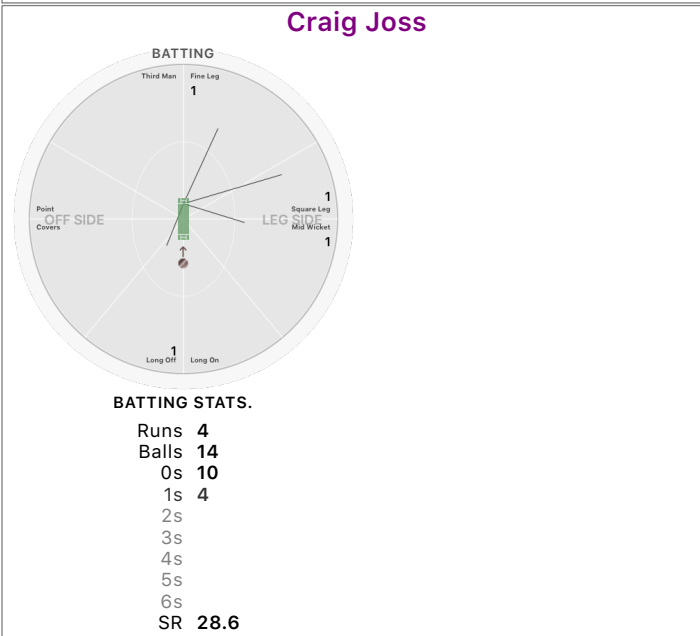 Craig Joss
BATTING
Third Man Fine Leg
1
1
Point Square Leg
OFF SIDE LEG SIDE
Covers Mid Wicket
1
1
Long Off Long On
BATTING STATS.
Runs 4
Balls 14
0s 10
1s 4
2s
3s
4s
5s
6s
SR 28.6